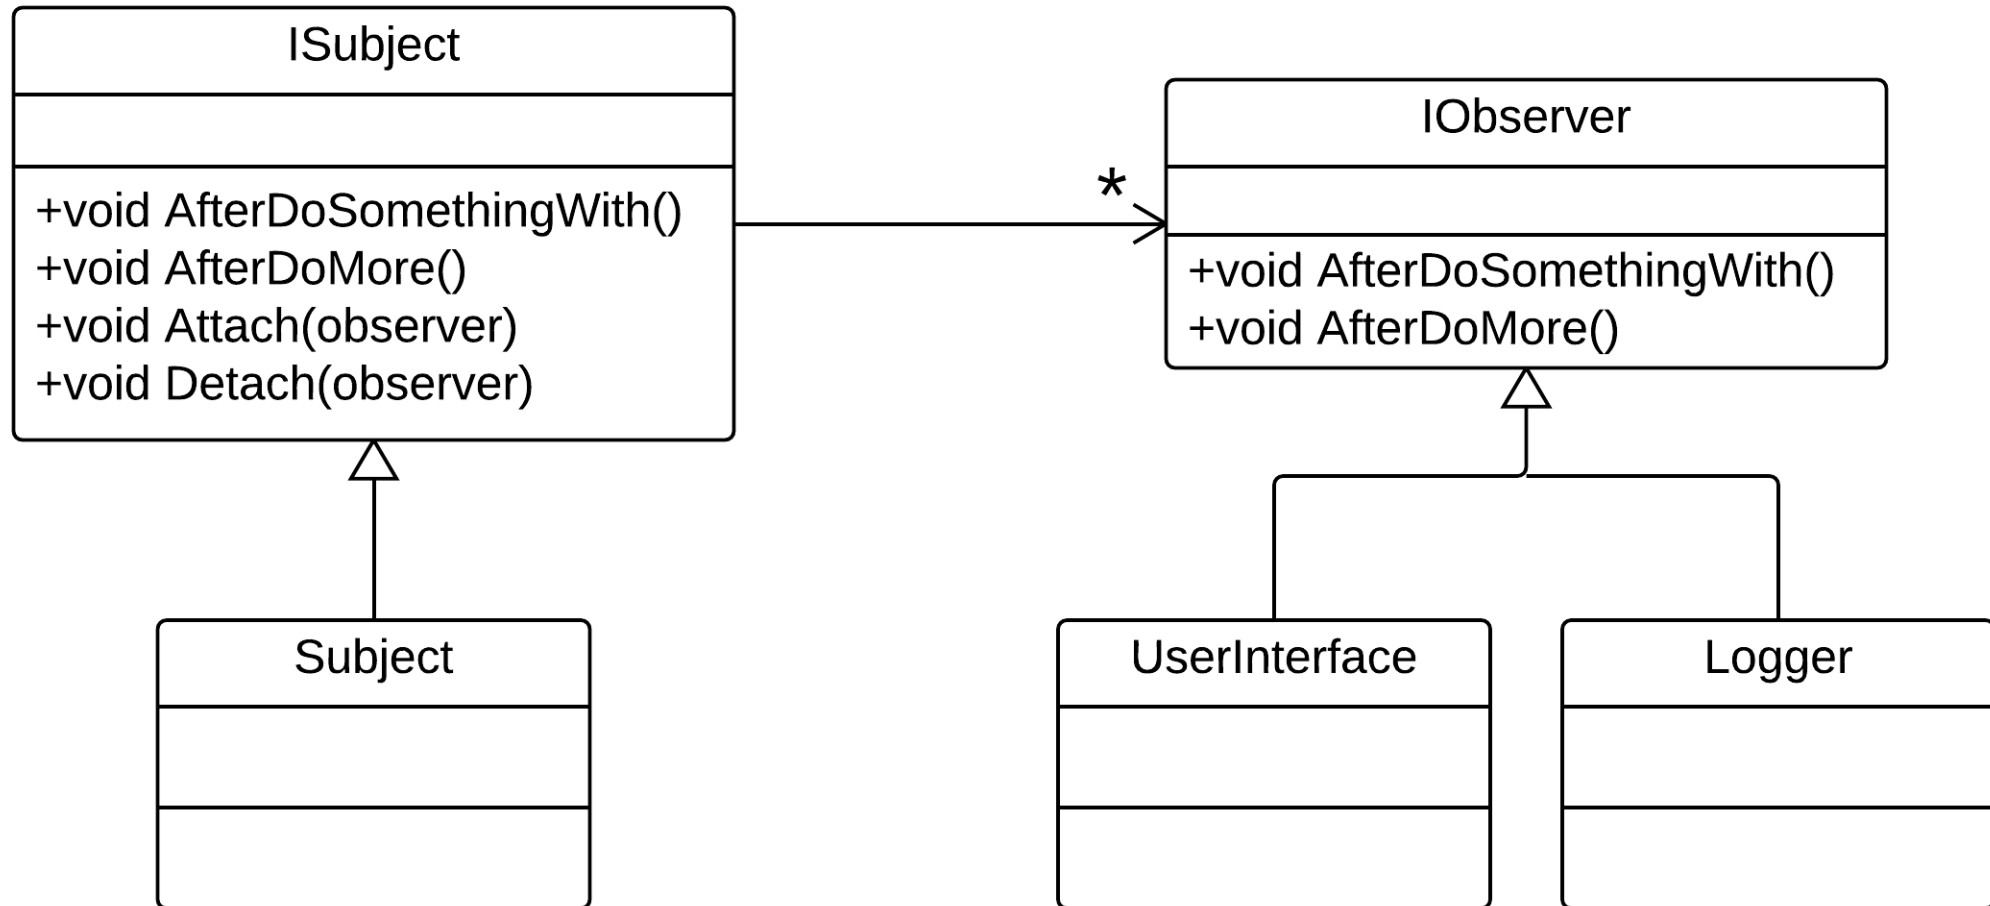 ISubject
+void AfterDoSomethingWith()
+void AfterDoMore()
+void Attach(observer)
+void Detach(observer)
*
IObserver
+void AfterDoSomethingWith()
+void AfterDoMore()
Subject
UserInterface
Logger